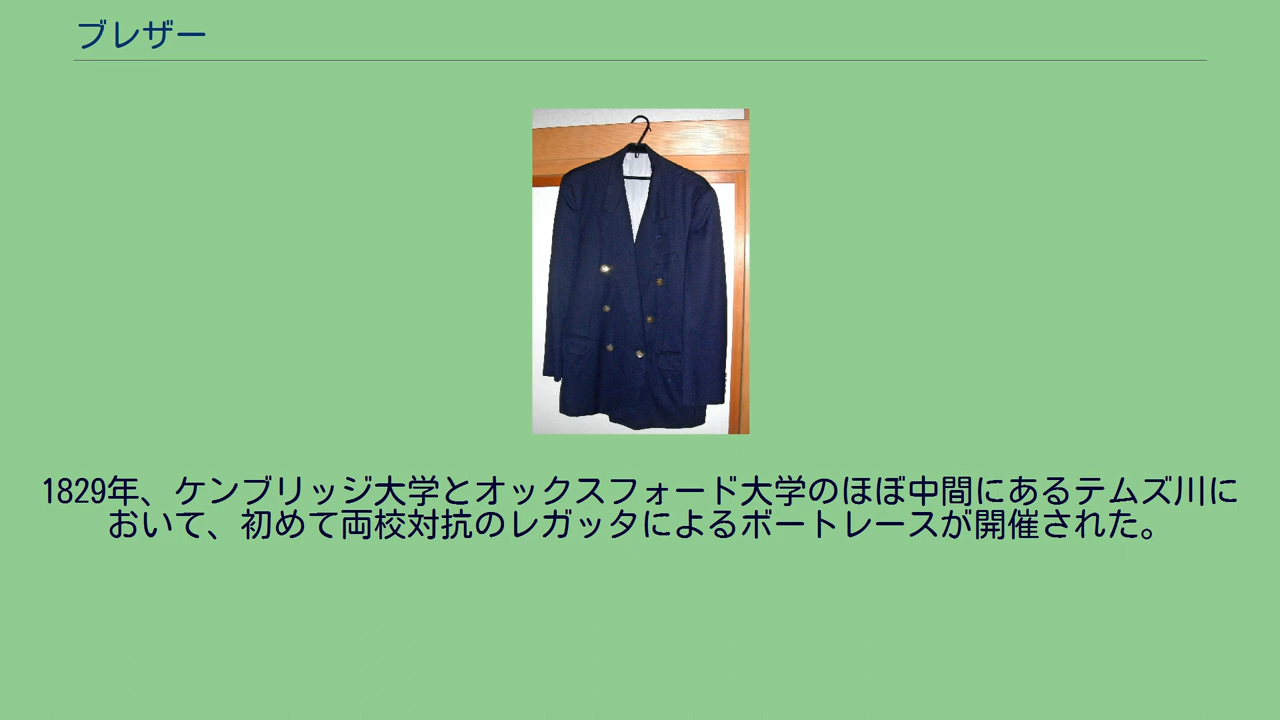 ブレザー
1829年、ケンブリッジ大学とオックスフォード大学のほぼ中間にあるテムズ川に
おいて、初めて両校対抗のレガッタによるボートレースが開催された。